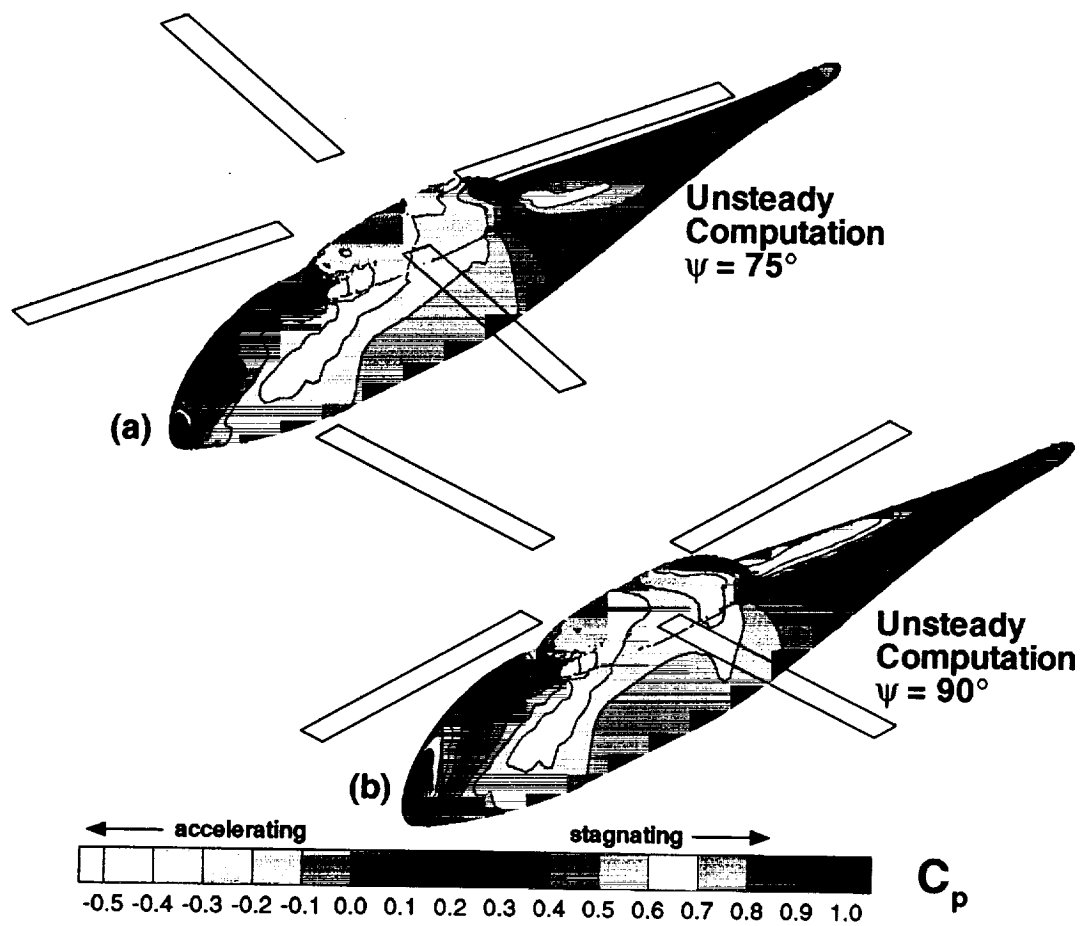 Unsteady
Computation
ψ = 75°
(a)
Unsteady
Computation
ψ = 90°
(b)
accelerating
stagnating
-0.5 -0.4 -0.3 -0.2 -0.1 0.0 0.1 0.2 0.3 0.4 0.5 0.6 0.7 0.8 0.9 1.0
Cp